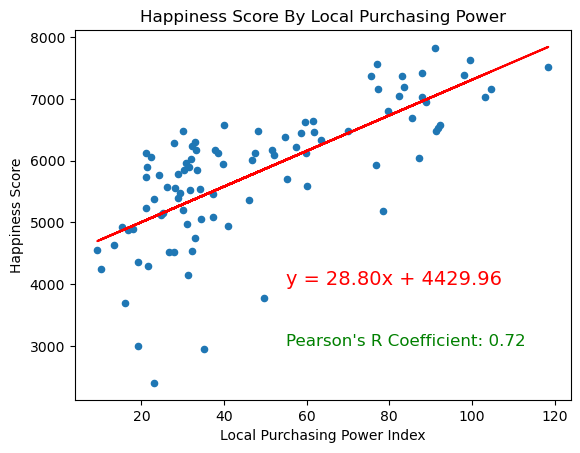 Happiness Score By Local Purchasing Power
8000
7000
6000
5000
4000
3000
Happiness Score
y = 28.80x + 4429.96
Pearson's R Coefficient: 0.72
20 40 60 80 100 120
Local Purchasing Power Index